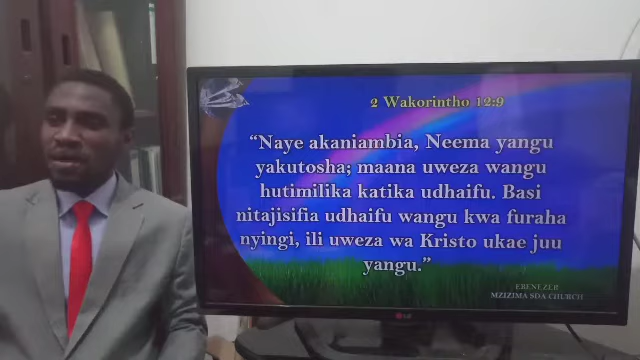 2 Wakorintho 12:9
“Naye akaniambia, Neema yangu
yakutosha; maana uweza wangu
hutimilika katika udhaifu. Basi
nitajisifia udhaifu wangu kwa furaha
nyingi, ili uweza wa Kristo ukae juu
yangu.”
EBENEZER
MZIZIMA SDA CHURCH
LG